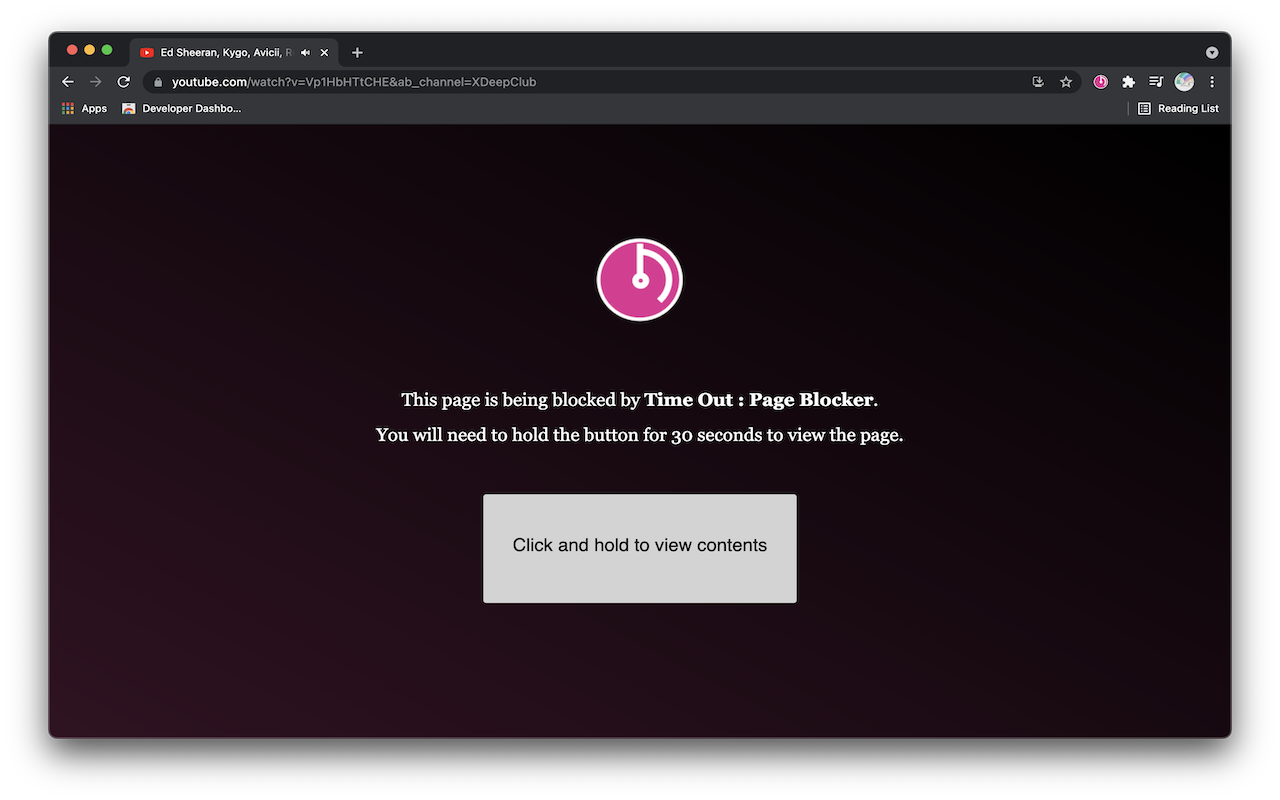 Ed Sheeran, Kygo, Avicii, R
youtube.com/watch?v=Vp1HbHTtCHE&ab_channel=XDeepClub
Apps
Developer Dashbo...
Reading List
This page is being blocked by Time Out : Page Blocker.
You will need to hold the button for 30 seconds to view the page.
Click and hold to view contents